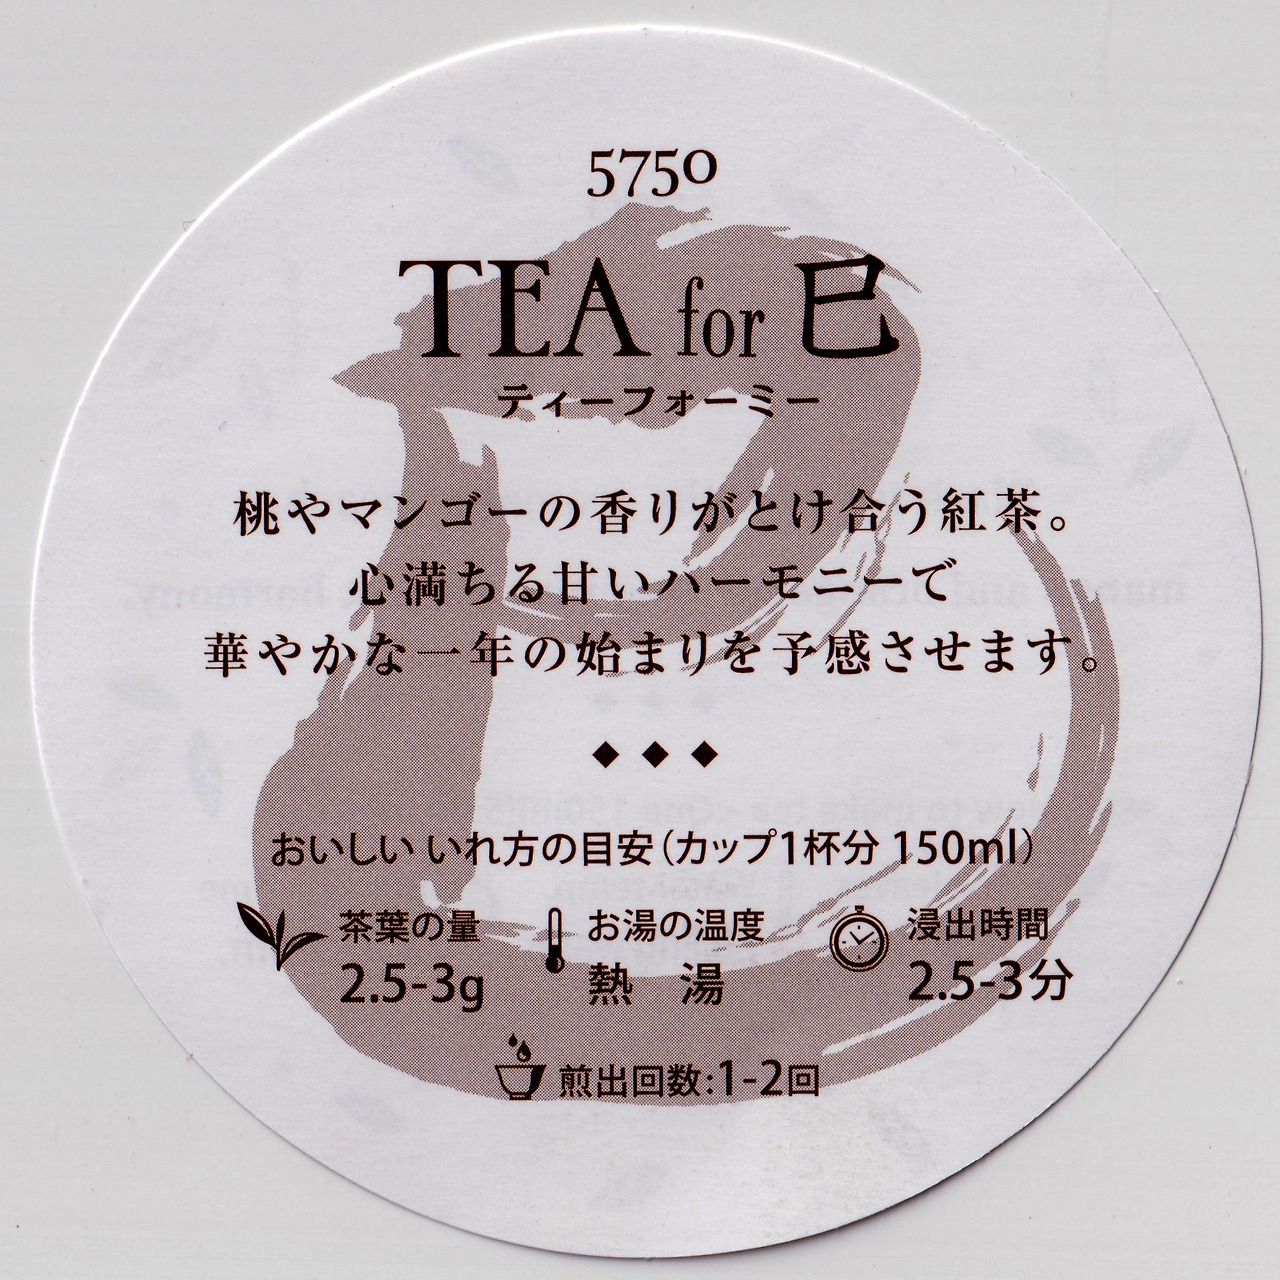 5750
TEA for 巳
ティーフォーミー
桃やマンゴーの香りがとけ合う紅茶。
心満ちる甘いハーモニーで
華やかな一年の始まりを予感させます。
おいしい いれ方の目安(カップ1杯分 150ml)
茶葉の量
2.5-3g
お湯の温度
熱 湯
浸出時間
2.5-3分
煎出回数:1-2回